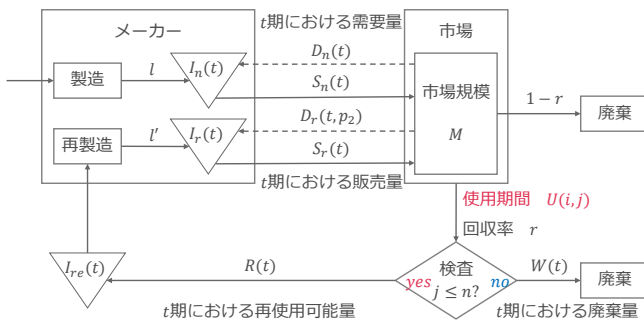 メーカー
t期における需要量
市場
製造
l
I_n(t)
D_n(t)
S_n(t)
市場規模
M
1 − r
廃棄
再製造
l′
I_r(t)
D_r(t, p_2)
S_r(t)
t期における販売量
使用期間 U(i, j)
回収率 r
I_re(t)
R(t)
yes
検査
j ≤ n?
no
W(t)
廃棄
t期における再使用可能量
t期における廃棄量